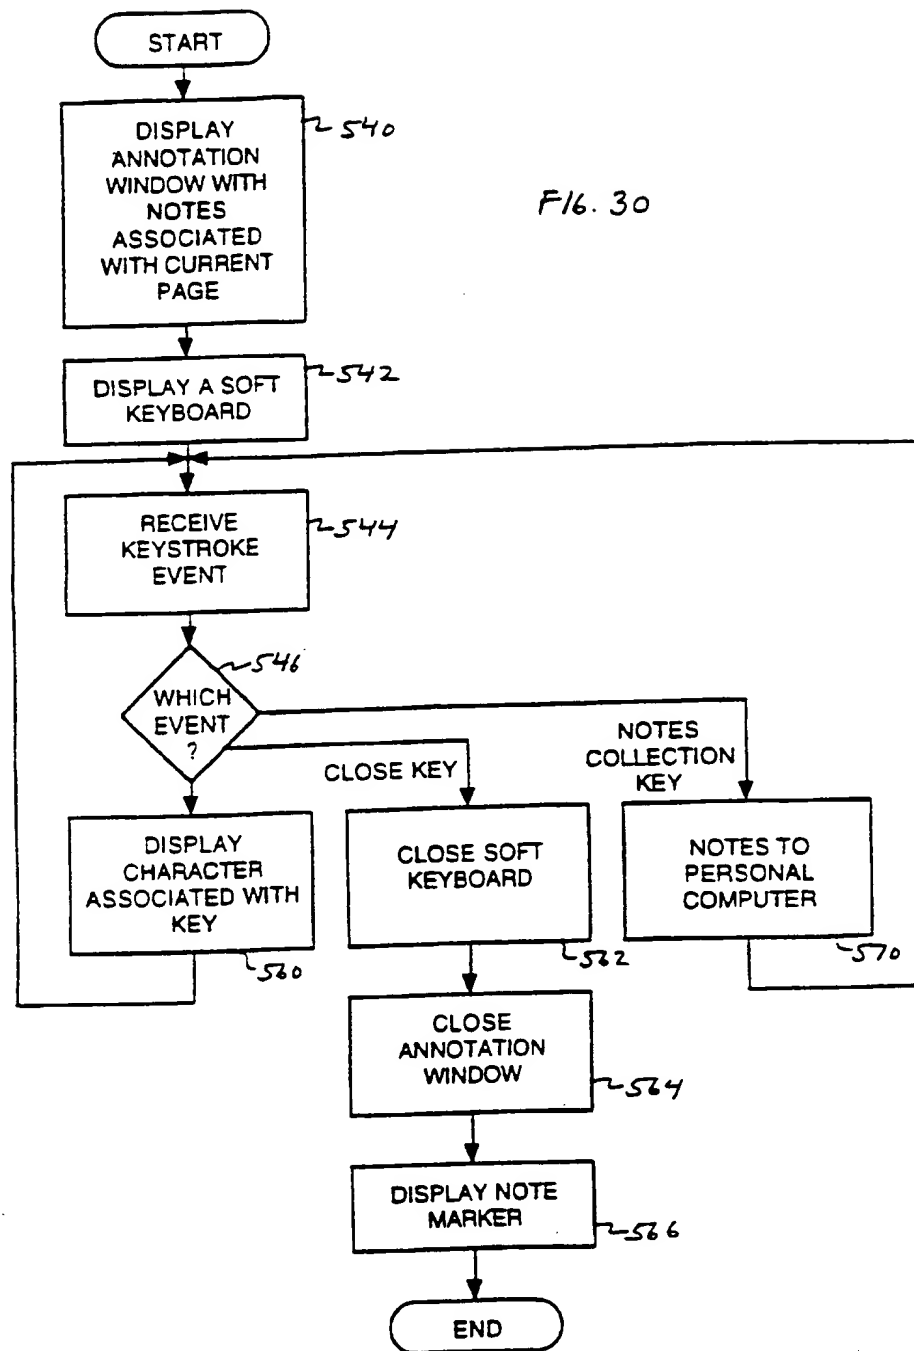 START
DISPLAY
ANNOTATION
WINDOW WITH
NOTES
ASSOCIATED
WITH CURRENT
PAGE
540
FIG. 30
DISPLAY A SOFT
KEYBOARD
542
RECEIVE
KEYSTROKE
EVENT
544
WHICH
EVENT
?
546
CLOSE KEY
NOTES
COLLECTION
KEY
DISPLAY
CHARACTER
ASSOCIATED WITH
KEY
560
CLOSE SOFT
KEYBOARD
562
NOTES TO
PERSONAL
COMPUTER
570
CLOSE
ANNOTATION
WINDOW
564
DISPLAY NOTE
MARKER
566
END